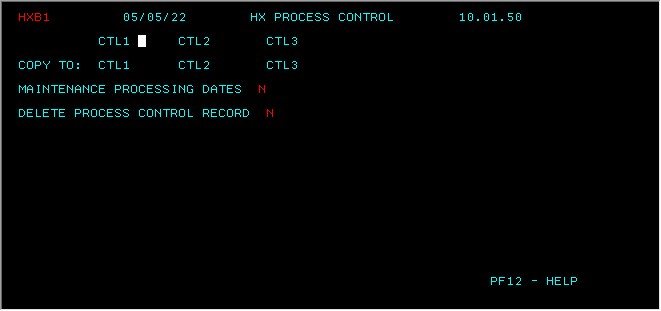 HXB1 05/05/22 HX PROCESS CONTROL 10.01.50
CTL1 CTL2 CTL3
COPY TO: CTL1 CTL2 CTL3
MAINTENANCE PROCESSING DATES N
DELETE PROCESS CONTROL RECORD N
PF12 - HELP